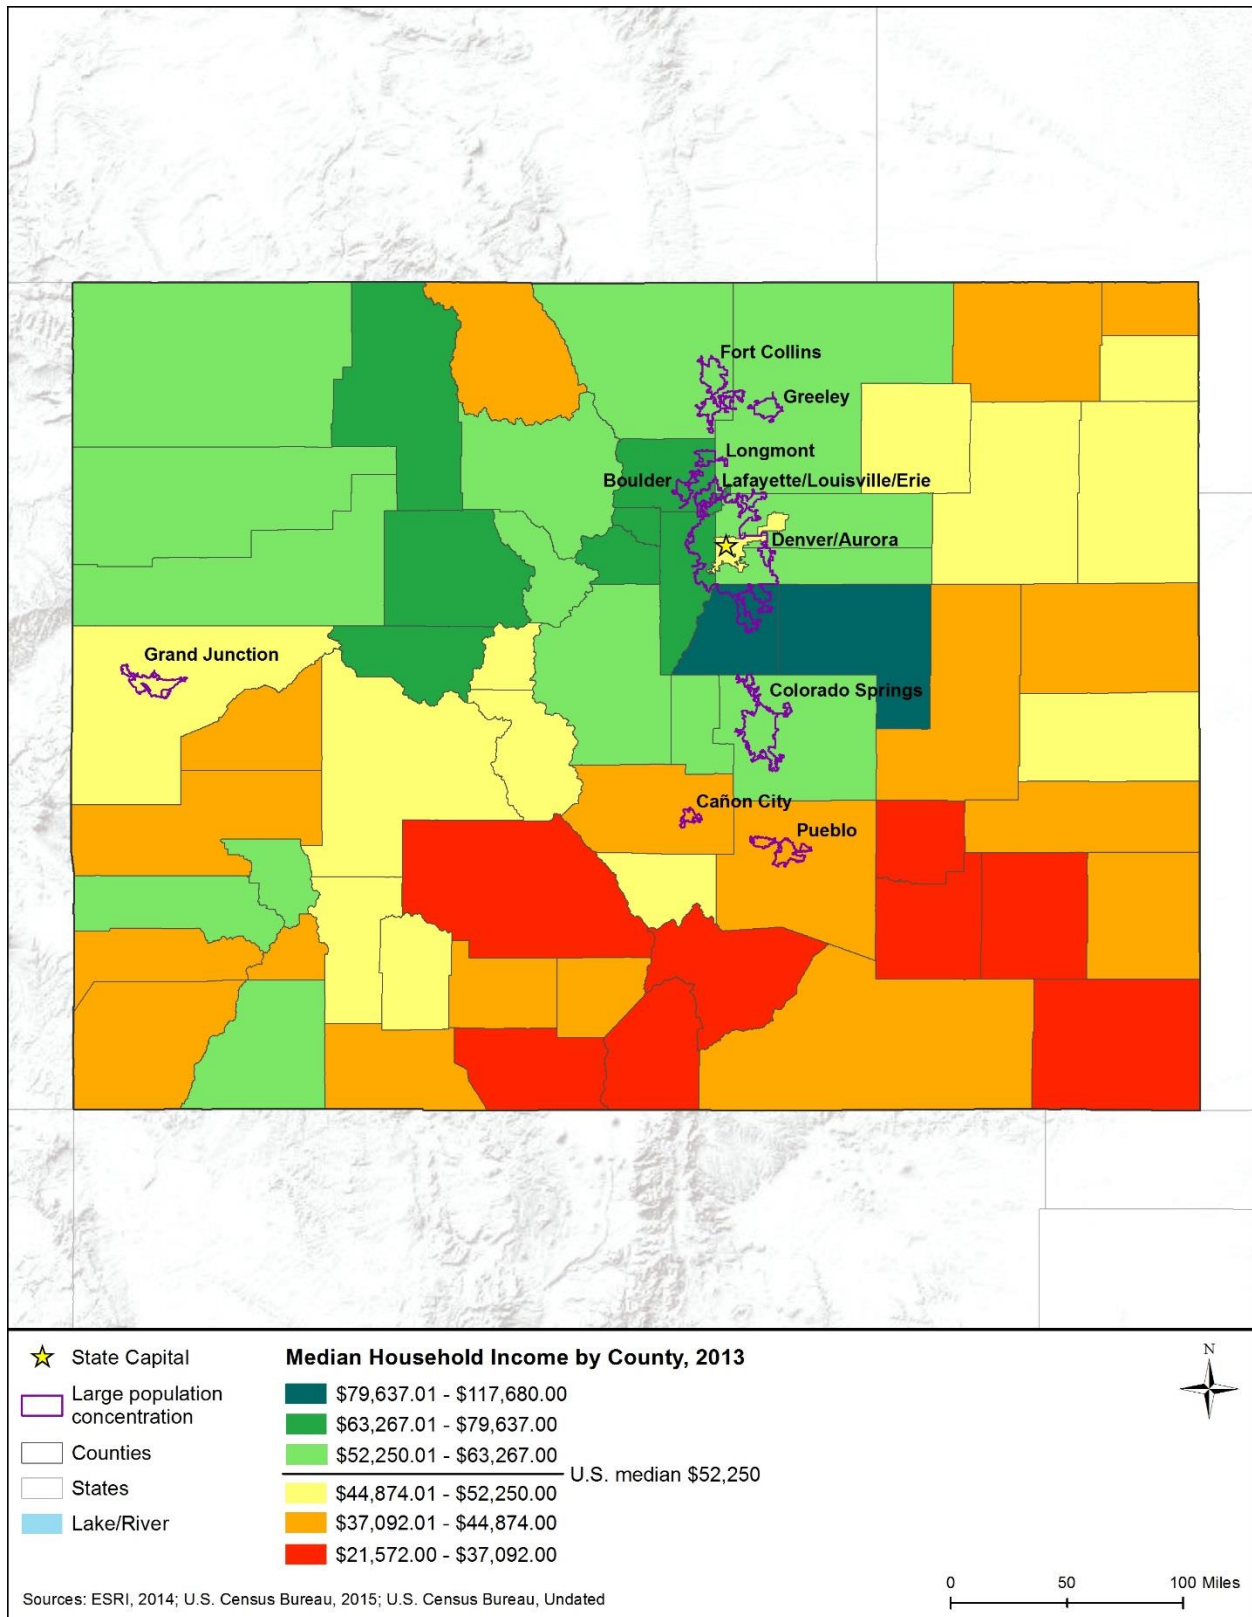 Fort Collins
Greeley
Longmont
Boulder
Lafayette/Louisville/Erie
Denver/Aurora
Grand Junction
Colorado Springs
Cañon City
Pueblo
State Capital
Large population
concentration
Counties
States
Lake/River
Median Household Income by County, 2013
$79,637.01 - $117,680.00
$63,267.01 - $79,637.00
$52,250.01 - $63,267.00
U.S. median $52,250
$44,874.01 - $52,250.00
$37,092.01 - $44,874.00
$21,572.00 - $37,092.00
N
0 50 100 Miles
Sources: ESRI, 2014; U.S. Census Bureau, 2015; U.S. Census Bureau, Undated